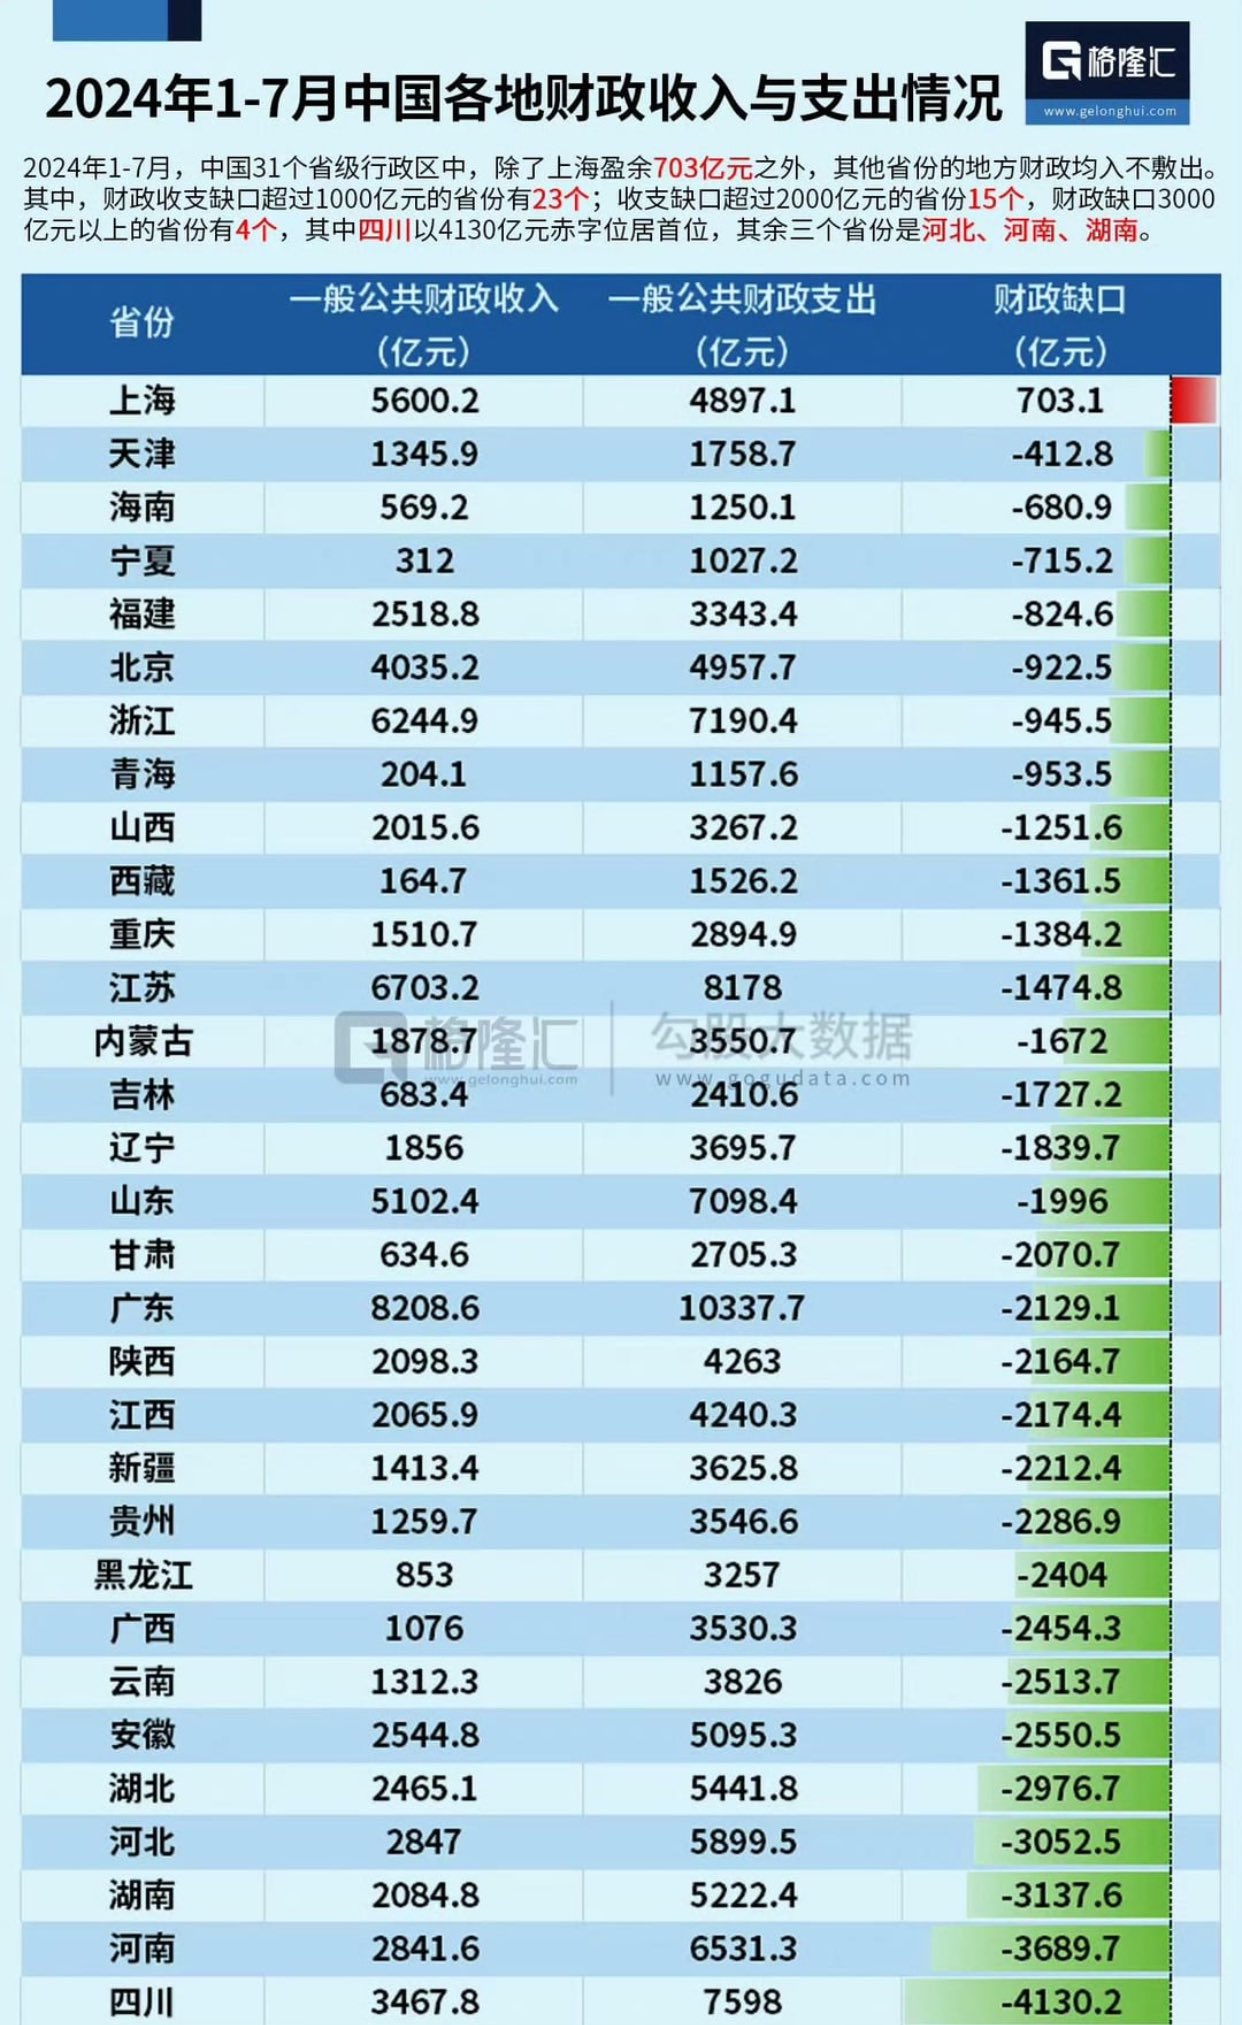 格隆汇
www.gelonghui.com
2024年1-7月中国各地财政收入与支出情况
2024年1-7月，中国31个省级行政区中，除了上海盈余703亿元之外，其他省份的地方财政均入不敷出。
其中，财政收支缺口超过1000亿元的省份有23个；收支缺口超过2000亿元的省份15个，财政缺口3000
亿元以上的省份有4个，其中四川以4130亿元赤字位居首位，其余三个省份是河北、河南、湖南。
省份 一般公共财政收入（亿元） 一般公共财政支出（亿元） 财政缺口（亿元）
上海 5600.2 4897.1 703.1
天津 1345.9 1758.7 -412.8
海南 569.2 1250.1 -680.9
宁夏 312 1027.2 -715.2
福建 2518.8 3343.4 -824.6
北京 4035.2 4957.7 -922.5
浙江 6244.9 7190.4 -945.5
青海 204.1 1157.6 -953.5
山西 2015.6 3267.2 -1251.6
西藏 164.7 1526.2 -1361.5
重庆 1510.7 2894.9 -1384.2
江苏 6703.2 8178 -1474.8
内蒙古 1878.7 3550.7 -1672
格隆汇 勾股大数据
www.gelonghui.com www.gogudata.com
吉林 683.4 2410.6 -1727.2
辽宁 1856 3695.7 -1839.7
山东 5102.4 7098.4 -1996
甘肃 634.6 2705.3 -2070.7
广东 8208.6 10337.7 -2129.1
陕西 2098.3 4263 -2164.7
江西 2065.9 4240.3 -2174.4
新疆 1413.4 3625.8 -2212.4
贵州 1259.7 3546.6 -2286.9
黑龙江 853 3257 -2404
广西 1076 3530.3 -2454.3
云南 1312.3 3826 -2513.7
安徽 2544.8 5095.3 -2550.5
湖北 2465.1 5441.8 -2976.7
河北 2847 5899.5 -3052.5
湖南 2084.8 5222.4 -3137.6
河南 2841.6 6531.3 -3689.7
四川 3467.8 7598 -4130.2